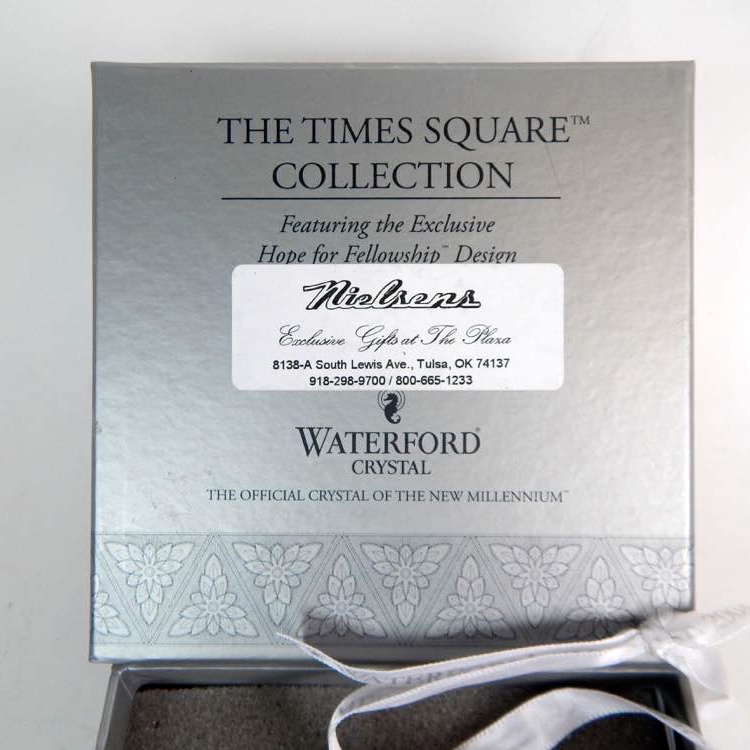 THE TIMES SQUARE™
COLLECTION
Featuring the Exclusive
Hope for Fellowship™ Design
Nielsens
Exclusive Gifts at The Plaza
8138-A South Lewis Ave., Tulsa, OK 74137
918-298-9700 / 800-665-1233
WATERFORD®
CRYSTAL
THE OFFICIAL CRYSTAL OF THE NEW MILLENNIUM™